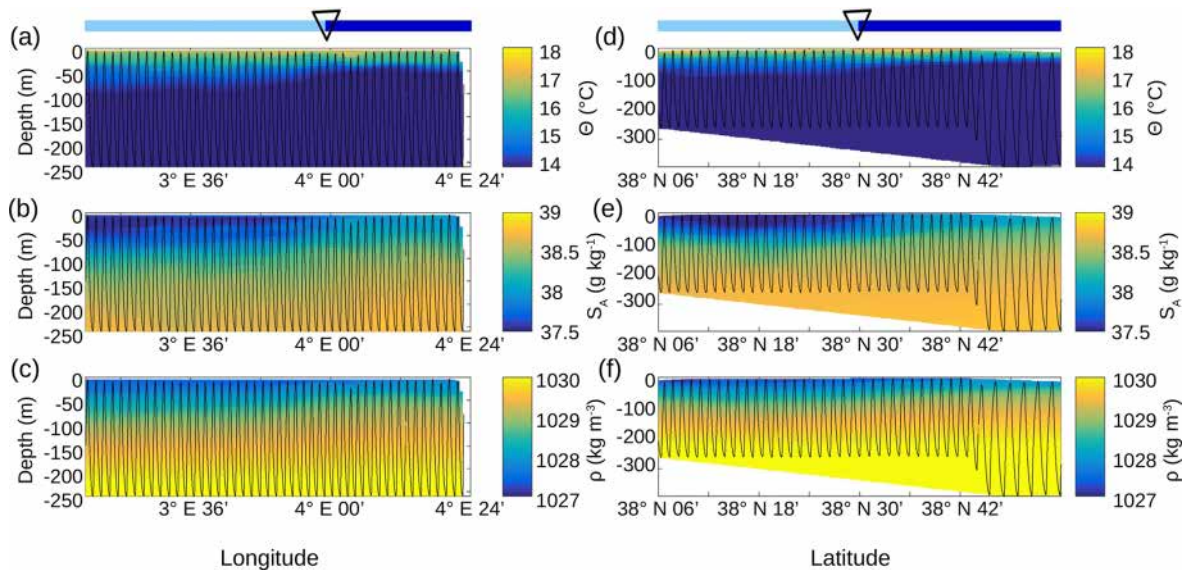 (a)
0
-50
-100
-150
-200
-250
Depth (m)
3° E 36'
4° E 00'
4° E 24'
18
17
16
15
14
Θ (°C)
(d)
0
-100
-200
-300
38° N 06'
38° N 18'
38° N 30'
38° N 42'
18
17
16
15
14
Θ (°C)
(b)
0
-50
-100
-150
-200
-250
Depth (m)
3° E 36'
4° E 00'
4° E 24'
39
38.5
38
37.5
S_A (g kg⁻¹)
(e)
0
-100
-200
-300
38° N 06'
38° N 18'
38° N 30'
38° N 42'
39
38.5
38
37.5
S_A (g kg⁻¹)
(c)
0
-50
-100
-150
-200
-250
Depth (m)
3° E 36'
4° E 00'
4° E 24'
1030
1029
1028
1027
ρ (kg m⁻³)
(f)
0
-100
-200
-300
38° N 06'
38° N 18'
38° N 30'
38° N 42'
1030
1029
1028
1027
ρ (kg m⁻³)
Longitude
Latitude